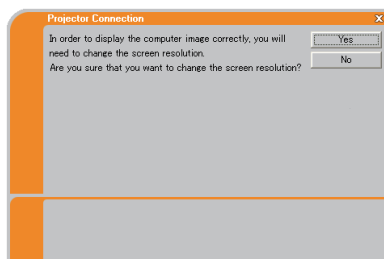 Projector Connection
X
In order to display the computer image correctly, you will
need to change the screen resolution.
Are you sure that you want to change the screen resolution?
Yes
No